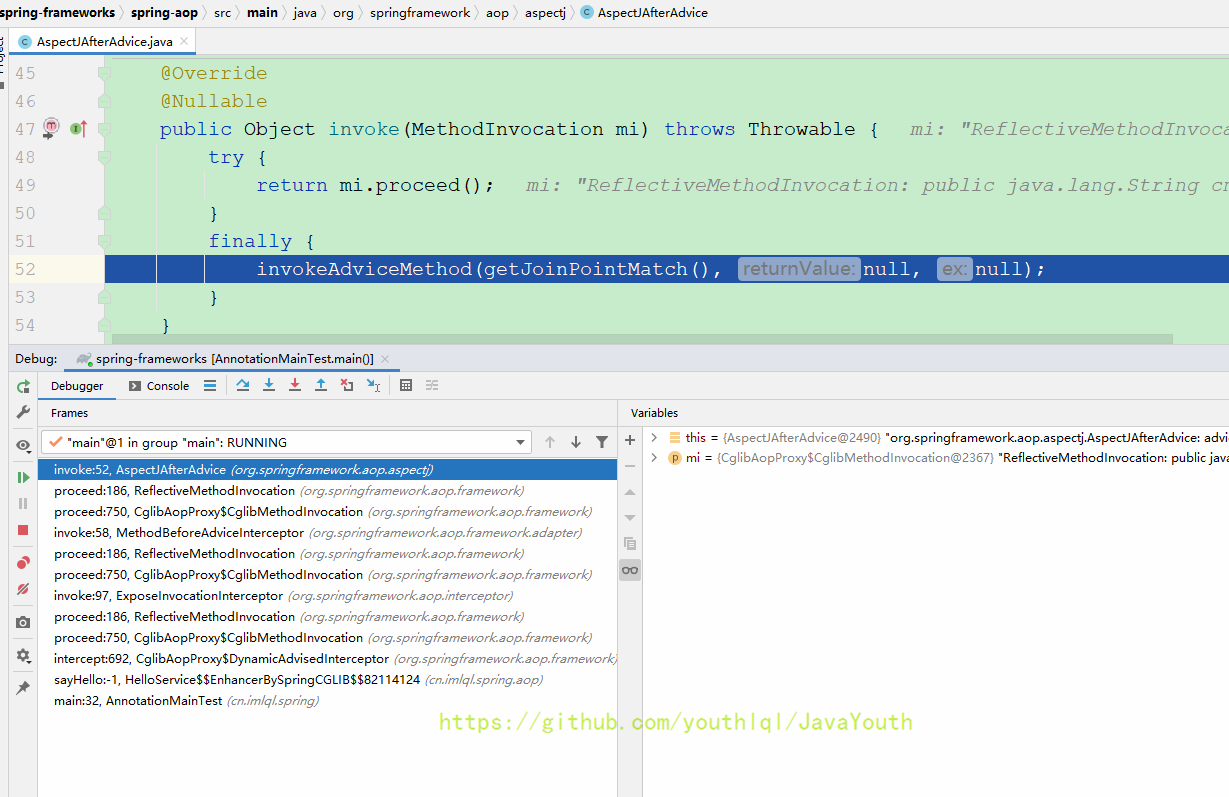 spring-frameworks › spring-aop › src › main › java › org › springframework › aop › aspectj › AspectJAfterAdvice
AspectJAfterAdvice.java ×
45 @Override
46 @Nullable
47 public Object invoke(MethodInvocation mi) throws Throwable { mi: "ReflectiveMethodInvoca
48 try {
49 return mi.proceed(); mi: "ReflectiveMethodInvocation: public java.lang.String cn
50 }
51 finally {
52 invokeAdviceMethod(getJoinPointMatch(), returnValue: null, ex: null);
53 }
54 }
Debug: spring-frameworks [AnnotationMainTest.main()] ×
Debugger Console
Frames Variables
"main"@1 in group "main": RUNNING
invoke:52, AspectJAfterAdvice (org.springframework.aop.aspectj)
proceed:186, ReflectiveMethodInvocation (org.springframework.aop.framework)
proceed:750, CglibAopProxy$CglibMethodInvocation (org.springframework.aop.framework)
invoke:58, MethodBeforeAdviceInterceptor (org.springframework.aop.framework.adapter)
proceed:186, ReflectiveMethodInvocation (org.springframework.aop.framework)
proceed:750, CglibAopProxy$CglibMethodInvocation (org.springframework.aop.framework)
invoke:97, ExposeInvocationInterceptor (org.springframework.aop.interceptor)
proceed:186, ReflectiveMethodInvocation (org.springframework.aop.framework)
proceed:750, CglibAopProxy$CglibMethodInvocation (org.springframework.aop.framework)
intercept:692, CglibAopProxy$DynamicAdvisedInterceptor (org.springframework.aop.framework)
sayHello:-1, HelloService$$EnhancerBySpringCGLIB$$82114124 (cn.imlql.spring.aop)
main:32, AnnotationMainTest (cn.imlql.spring)
this = {AspectJAfterAdvice@2490} "org.springframework.aop.aspectj.AspectJAfterAdvice: advi
mi = {CglibAopProxy$CglibMethodInvocation@2367} "ReflectiveMethodInvocation: public java
https://github.com/youthlql/JavaYouth